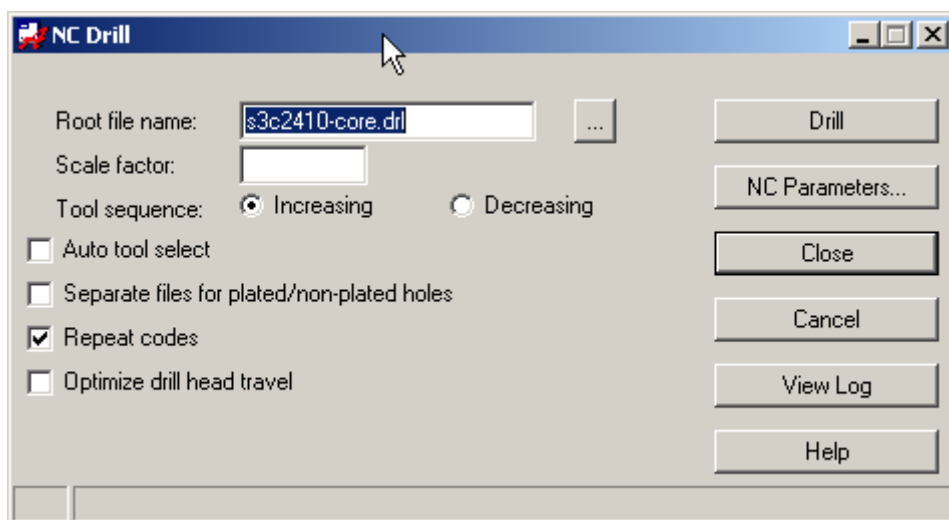 NC Drill
Root file name: s3c2410-core.drl ... Drill
Scale factor:
NC Parameters...
Tool sequence: Increasing Decreasing
Auto tool select Close
Separate files for plated/non-plated holes
Cancel
Repeat codes
Optimize drill head travel View Log
Help